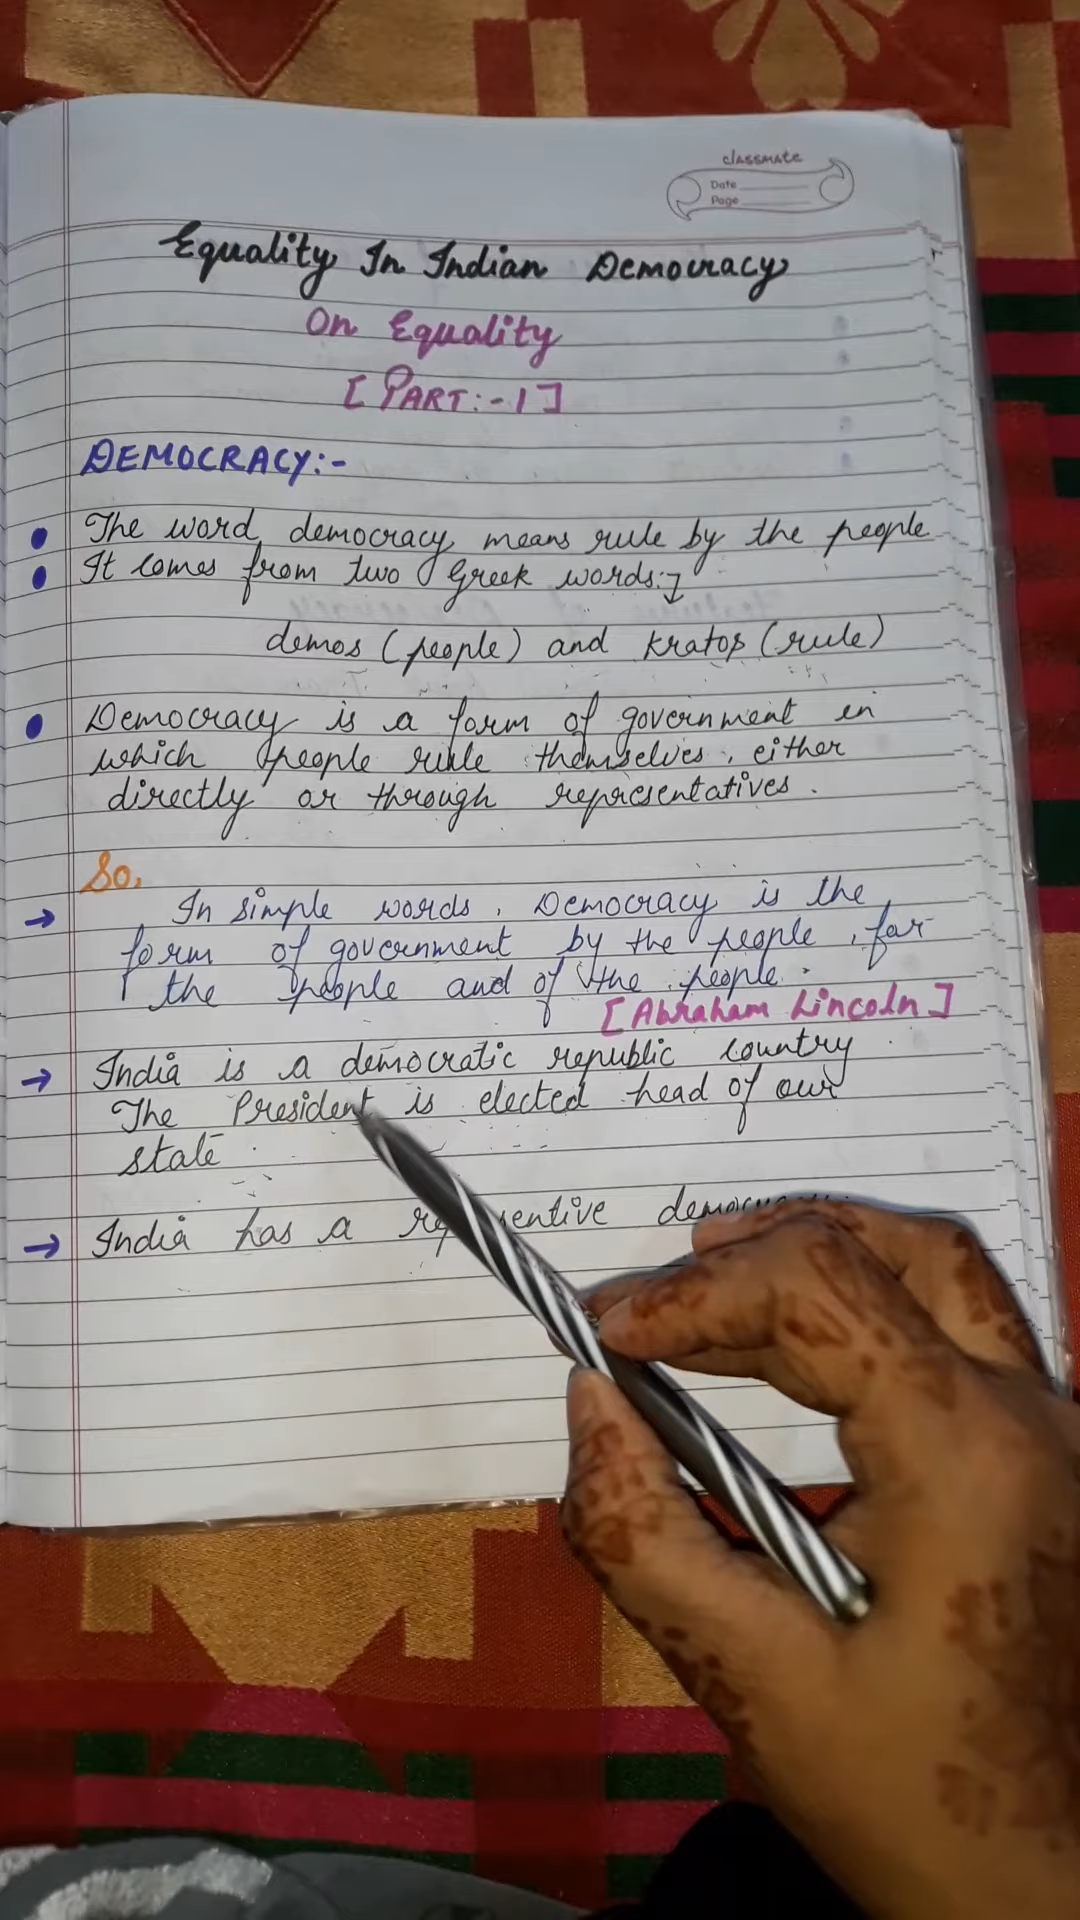 classmate
Date
Page
Equality In Indian Democracy
On Equality
[PART:-1]
DEMOCRACY:-
The word democracy means rule by the people
It comes from two Greek words:
demos (people) and kratos (rule)
Democracy is a form of government in
which people rule themselves, either
directly or through representatives.
So,
In simple words, Democracy is the
form of government by the people, for
the people and of the people.
[Abraham Lincoln]
India is a democratic republic country.
The President is elected head of our
state.
India has a